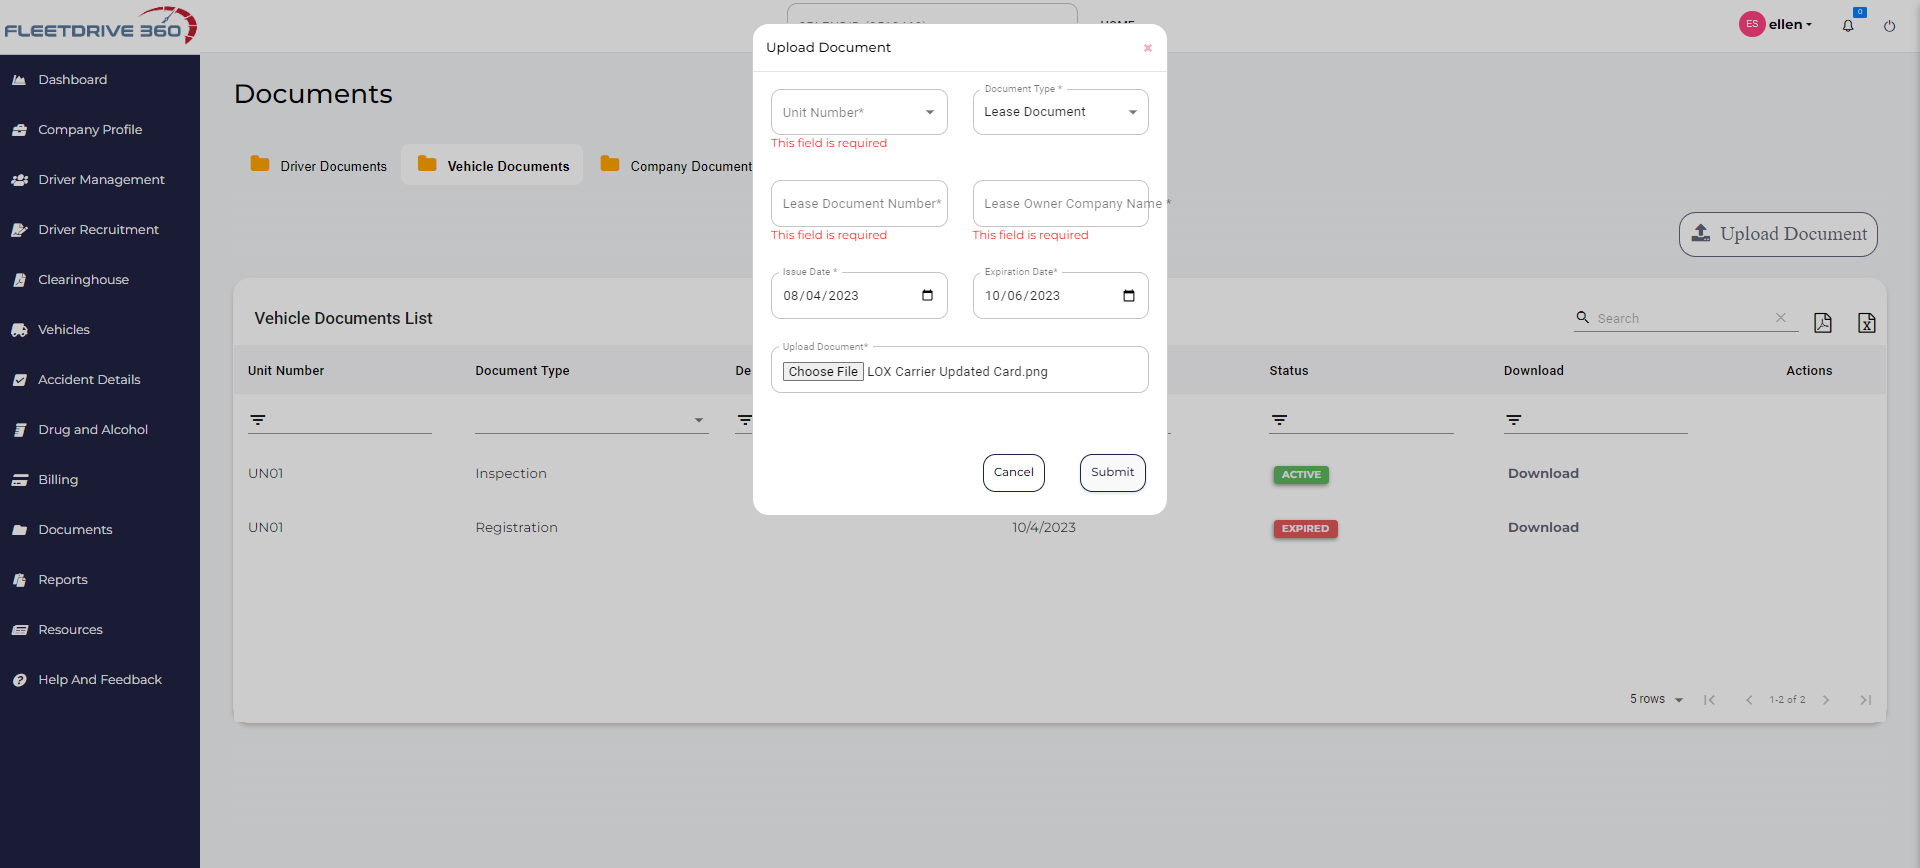 FLEETDRIVE 360
ES ellen
0
Dashboard
Company Profile
Driver Management
Driver Recruitment
Clearinghouse
Vehicles
Accident Details
Drug and Alcohol
Billing
Documents
Reports
Resources
Help And Feedback
Documents
Driver Documents
Vehicle Documents
Company Document
Upload Document
Vehicle Documents List
Search
Unit Number Document Type De Status Download Actions
UN01 Inspection ACTIVE Download
UN01 Registration 10/4/2023 EXPIRED Download
5 rows 1-2 of 2
Upload Document
Unit Number*
This field is required
Document Type *
Lease Document
Lease Document Number*
This field is required
Lease Owner Company Name *
This field is required
Issue Date *
08/04/2023
Expiration Date*
10/06/2023
Upload Document*
Choose File LOX Carrier Updated Card.png
Cancel Submit